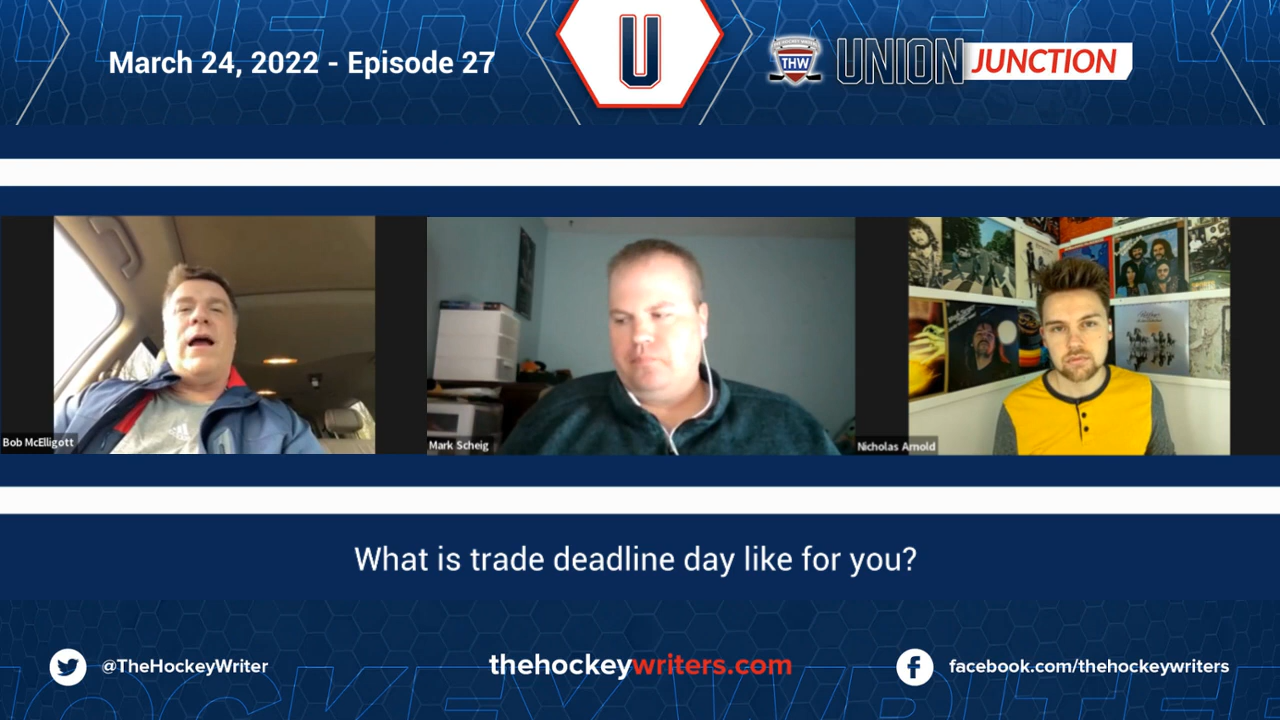 March 24, 2022 - Episode 27
U
THW
UNION JUNCTION
Bob McElligott
Mark Scheig
Nicholas Arnold
What is trade deadline day like for you?
@TheHockeyWriter
thehockeywriters.com
facebook.com/thehockeywriters